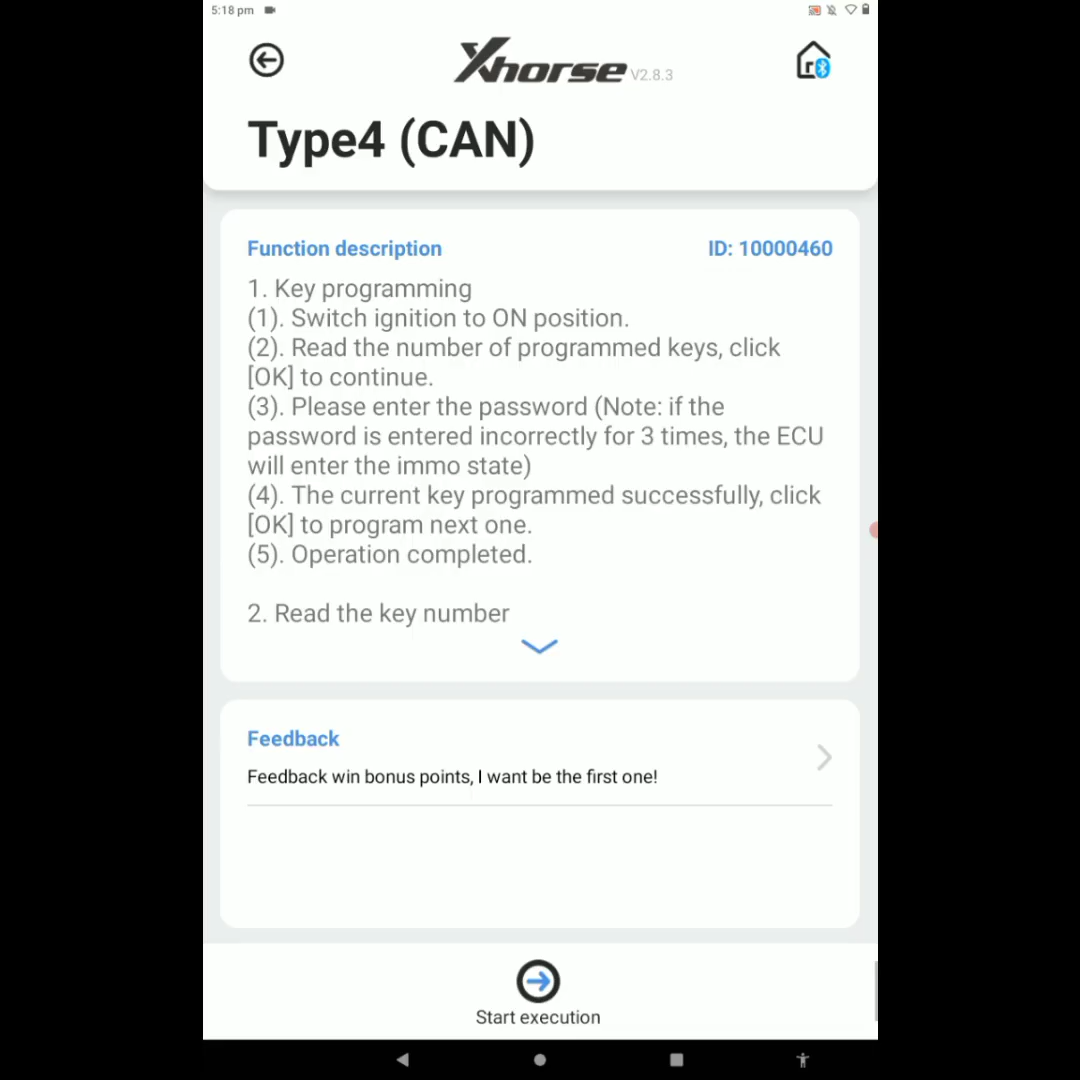 5:18 pm
Xhorse V2.8.3
Type4 (CAN)
Function description ID: 10000460
1. Key programming
(1). Switch ignition to ON position.
(2). Read the number of programmed keys, click
[OK] to continue.
(3). Please enter the password (Note: if the
password is entered incorrectly for 3 times, the ECU
will enter the immo state)
(4). The current key programmed successfully, click
[OK] to program next one.
(5). Operation completed.
2. Read the key number
Feedback
Feedback win bonus points, I want be the first one!
Start execution